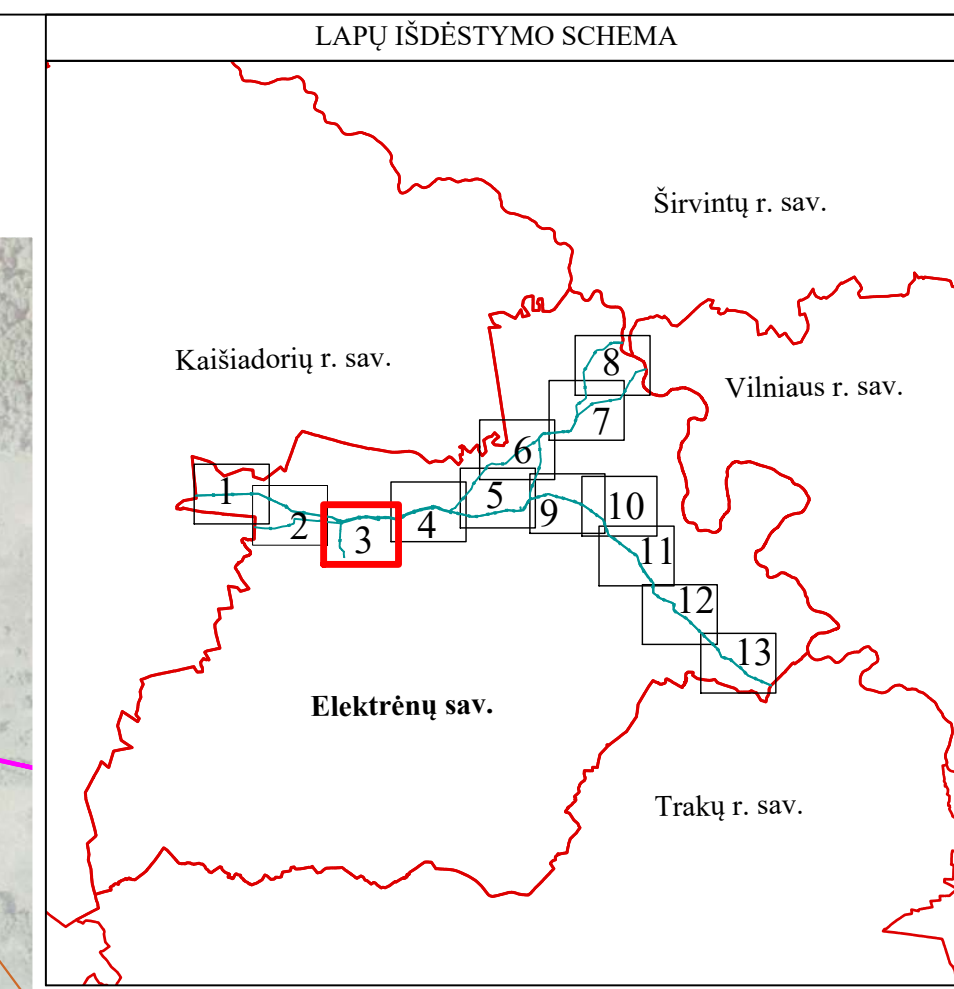 LAPŲ IŠDĖSTYMO SCHEMA
Širvintų r. sav.
Kaišiadorių r. sav.
8
Vilniaus r. sav.
7
6
1
5
10
2
3
4
9
11
12
13
Elektrėnų sav.
Trakų r. sav.